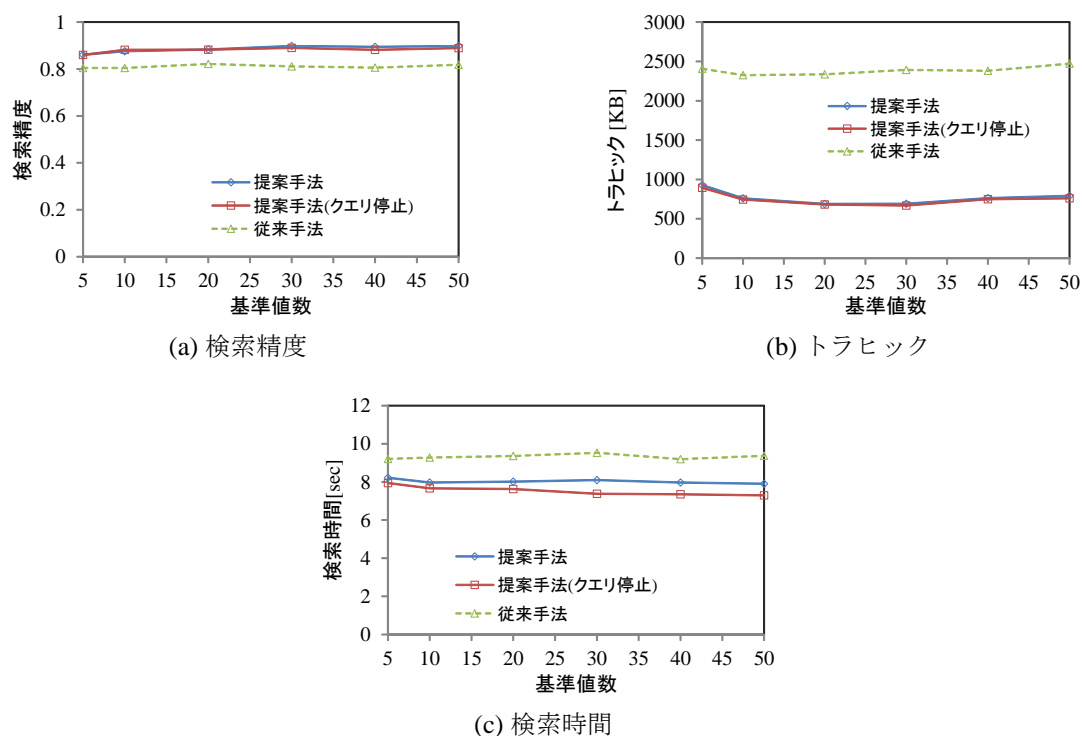 1
0.8
0.6
0.4
0.2
0
検索精度
提案手法
提案手法(クエリ停止)
従来手法
5 10 15 20 25 30 35 40 45 50
基準値数
(a) 検索精度
3000
2500
2000
1500
1000
500
0
トラヒック [KB]
提案手法
提案手法(クエリ停止)
従来手法
5 10 15 20 25 30 35 40 45 50
基準値数
(b) トラヒック
12
10
8
6
4
2
0
検索時間[sec]
提案手法
提案手法(クエリ停止)
従来手法
5 10 15 20 25 30 35 40 45 50
基準値数
(c) 検索時間